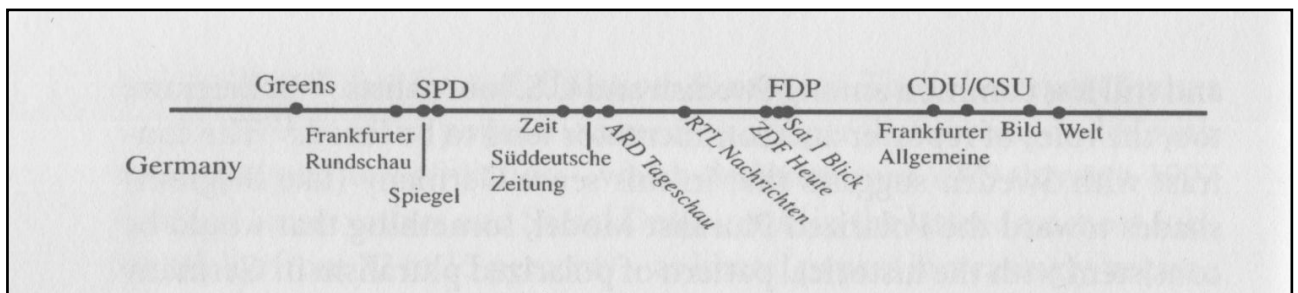 Greens SPD FDP CDU/CSU
Germany
Frankfurter
Rundschau
Spiegel
Zeit
Süddeutsche
Zeitung
ARD Tageschau
RTL Nachrichten
ZDF Heute
Sat 1 Blick
Frankfurter
Allgemeine
Bild
Welt